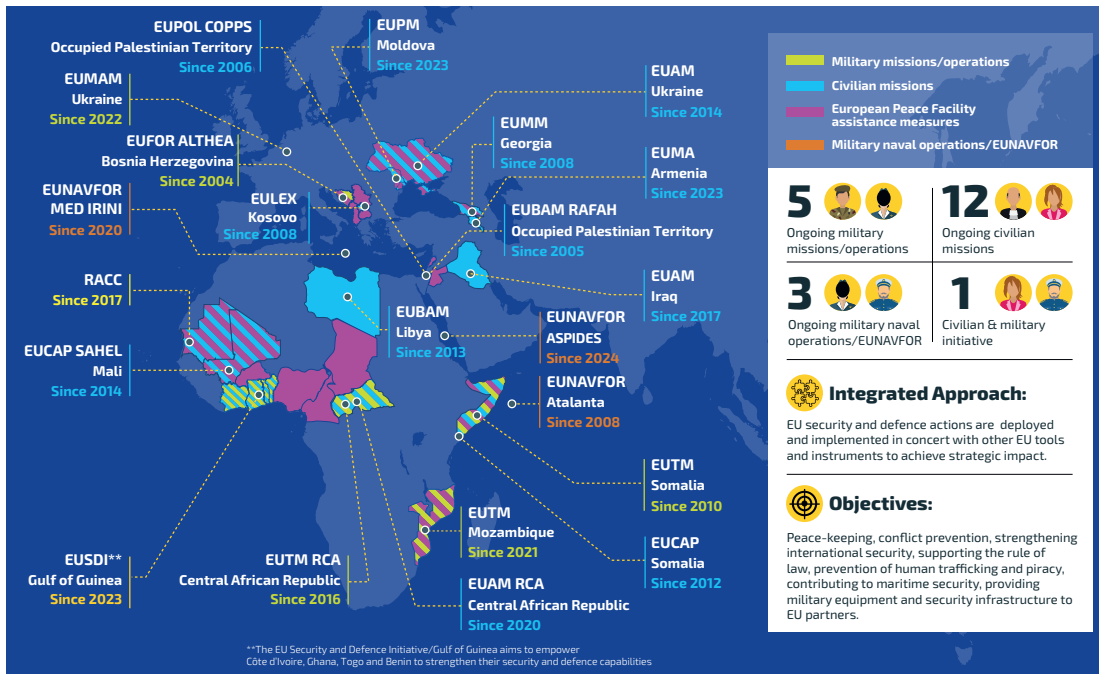 EUPOL COPPS
Occupied Palestinian Territory
Since 2006
EUPM
Moldova
Since 2023
EUMAM
Ukraine
Since 2022
EUAM
Ukraine
Since 2014
EUFOR ALTHEA
Bosnia Herzegovina
Since 2004
EUMM
Georgia
Since 2008
EUMA
Armenia
Since 2023
EUNAVFOR
MED IRINI
Since 2020
EULEX
Kosovo
Since 2008
EUBAM RAFAH
Occupied Palestinian Territory
Since 2005
RACC
Since 2017
EUAM
Iraq
Since 2017
EUBAM
Libya
Since 2013
EUNAVFOR
ASPIDES
Since 2024
EUCAP SAHEL
Mali
Since 2014
EUNAVFOR
Atalanta
Since 2008
EUTM
Somalia
Since 2010
EUTM
Mozambique
Since 2021
EUCAP
Somalia
Since 2012
EUSDI**
Gulf of Guinea
Since 2023
EUTM RCA
Central African Republic
Since 2016
EUAM RCA
Central African Republic
Since 2020
**The EU Security and Defence Initiative/Gulf of Guinea aims to empower
Côte d'Ivoire, Ghana, Togo and Benin to strengthen their security and defence capabilities
Military missions/operations
Civilian missions
European Peace Facility
assistance measures
Military naval operations/EUNAVFOR
5
Ongoing military
missions/operations
12
Ongoing civilian
missions
3
Ongoing military naval
operations/EUNAVFOR
1
Civilian & military
initiative
Integrated Approach:
EU security and defence actions are deployed
and implemented in concert with other EU tools
and instruments to achieve strategic impact.
Objectives:
Peace-keeping, conflict prevention, strengthening
international security, supporting the rule of
law, prevention of human trafficking and piracy,
contributing to maritime security, providing
military equipment and security infrastructure to
EU partners.